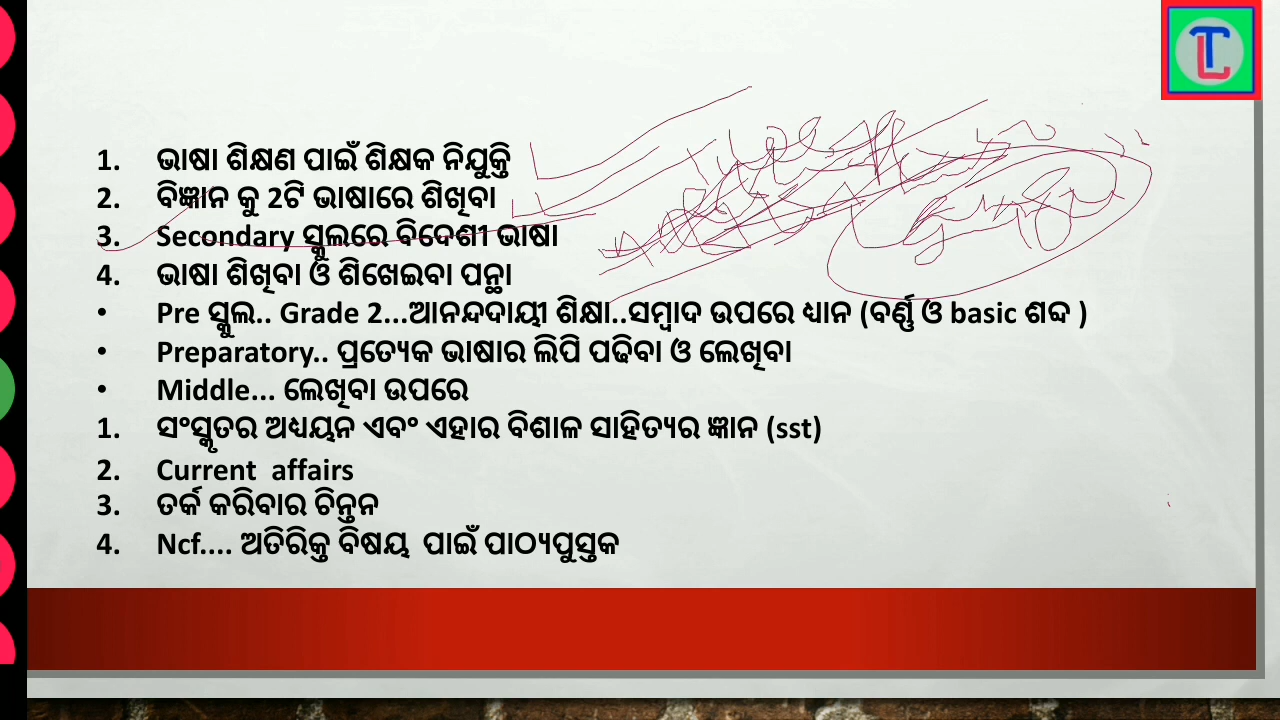 1. ଭାଷା ଶିକ୍ଷଣ ପାଇଁ ଶିକ୍ଷକ ନିଯୁକ୍ତି
2. ବିଜ୍ଞାନ କୁ 2ଟି ଭାଷାରେ ଶିଖିବା
3. Secondary ସ୍କୁଲରେ ବିଦେଶୀ ଭାଷା
4. ଭାଷା ଶିଖିବା ଓ ଶିଖେଇବା ପନ୍ଥା
• Pre ସ୍କୁଲ.. Grade 2...ଆନନ୍ଦଦାୟୀ ଶିକ୍ଷା..ସମ୍ବାଦ ଉପରେ ଧ୍ୟାନ (ବର୍ଣ୍ଣ ଓ basic ଶବ୍ଦ )
• Preparatory.. ପ୍ରତ୍ୟେକ ଭାଷାର ଲିପି ପଢିବା ଓ ଲେଖିବା
• Middle... ଲେଖିବା ଉପରେ
1. ସଂସ୍କୃତର ଅଧ୍ୟୟନ ଏବଂ ଏହାର ବିଶାଳ ସାହିତ୍ୟର ଜ୍ଞାନ (sst)
2. Current affairs
3. ତର୍କ କରିବାର ଚିନ୍ତନ
4. Ncf.... ଅତିରିକ୍ତ ବିଷୟ ପାଇଁ ପାଠ୍ୟପୁସ୍ତକ